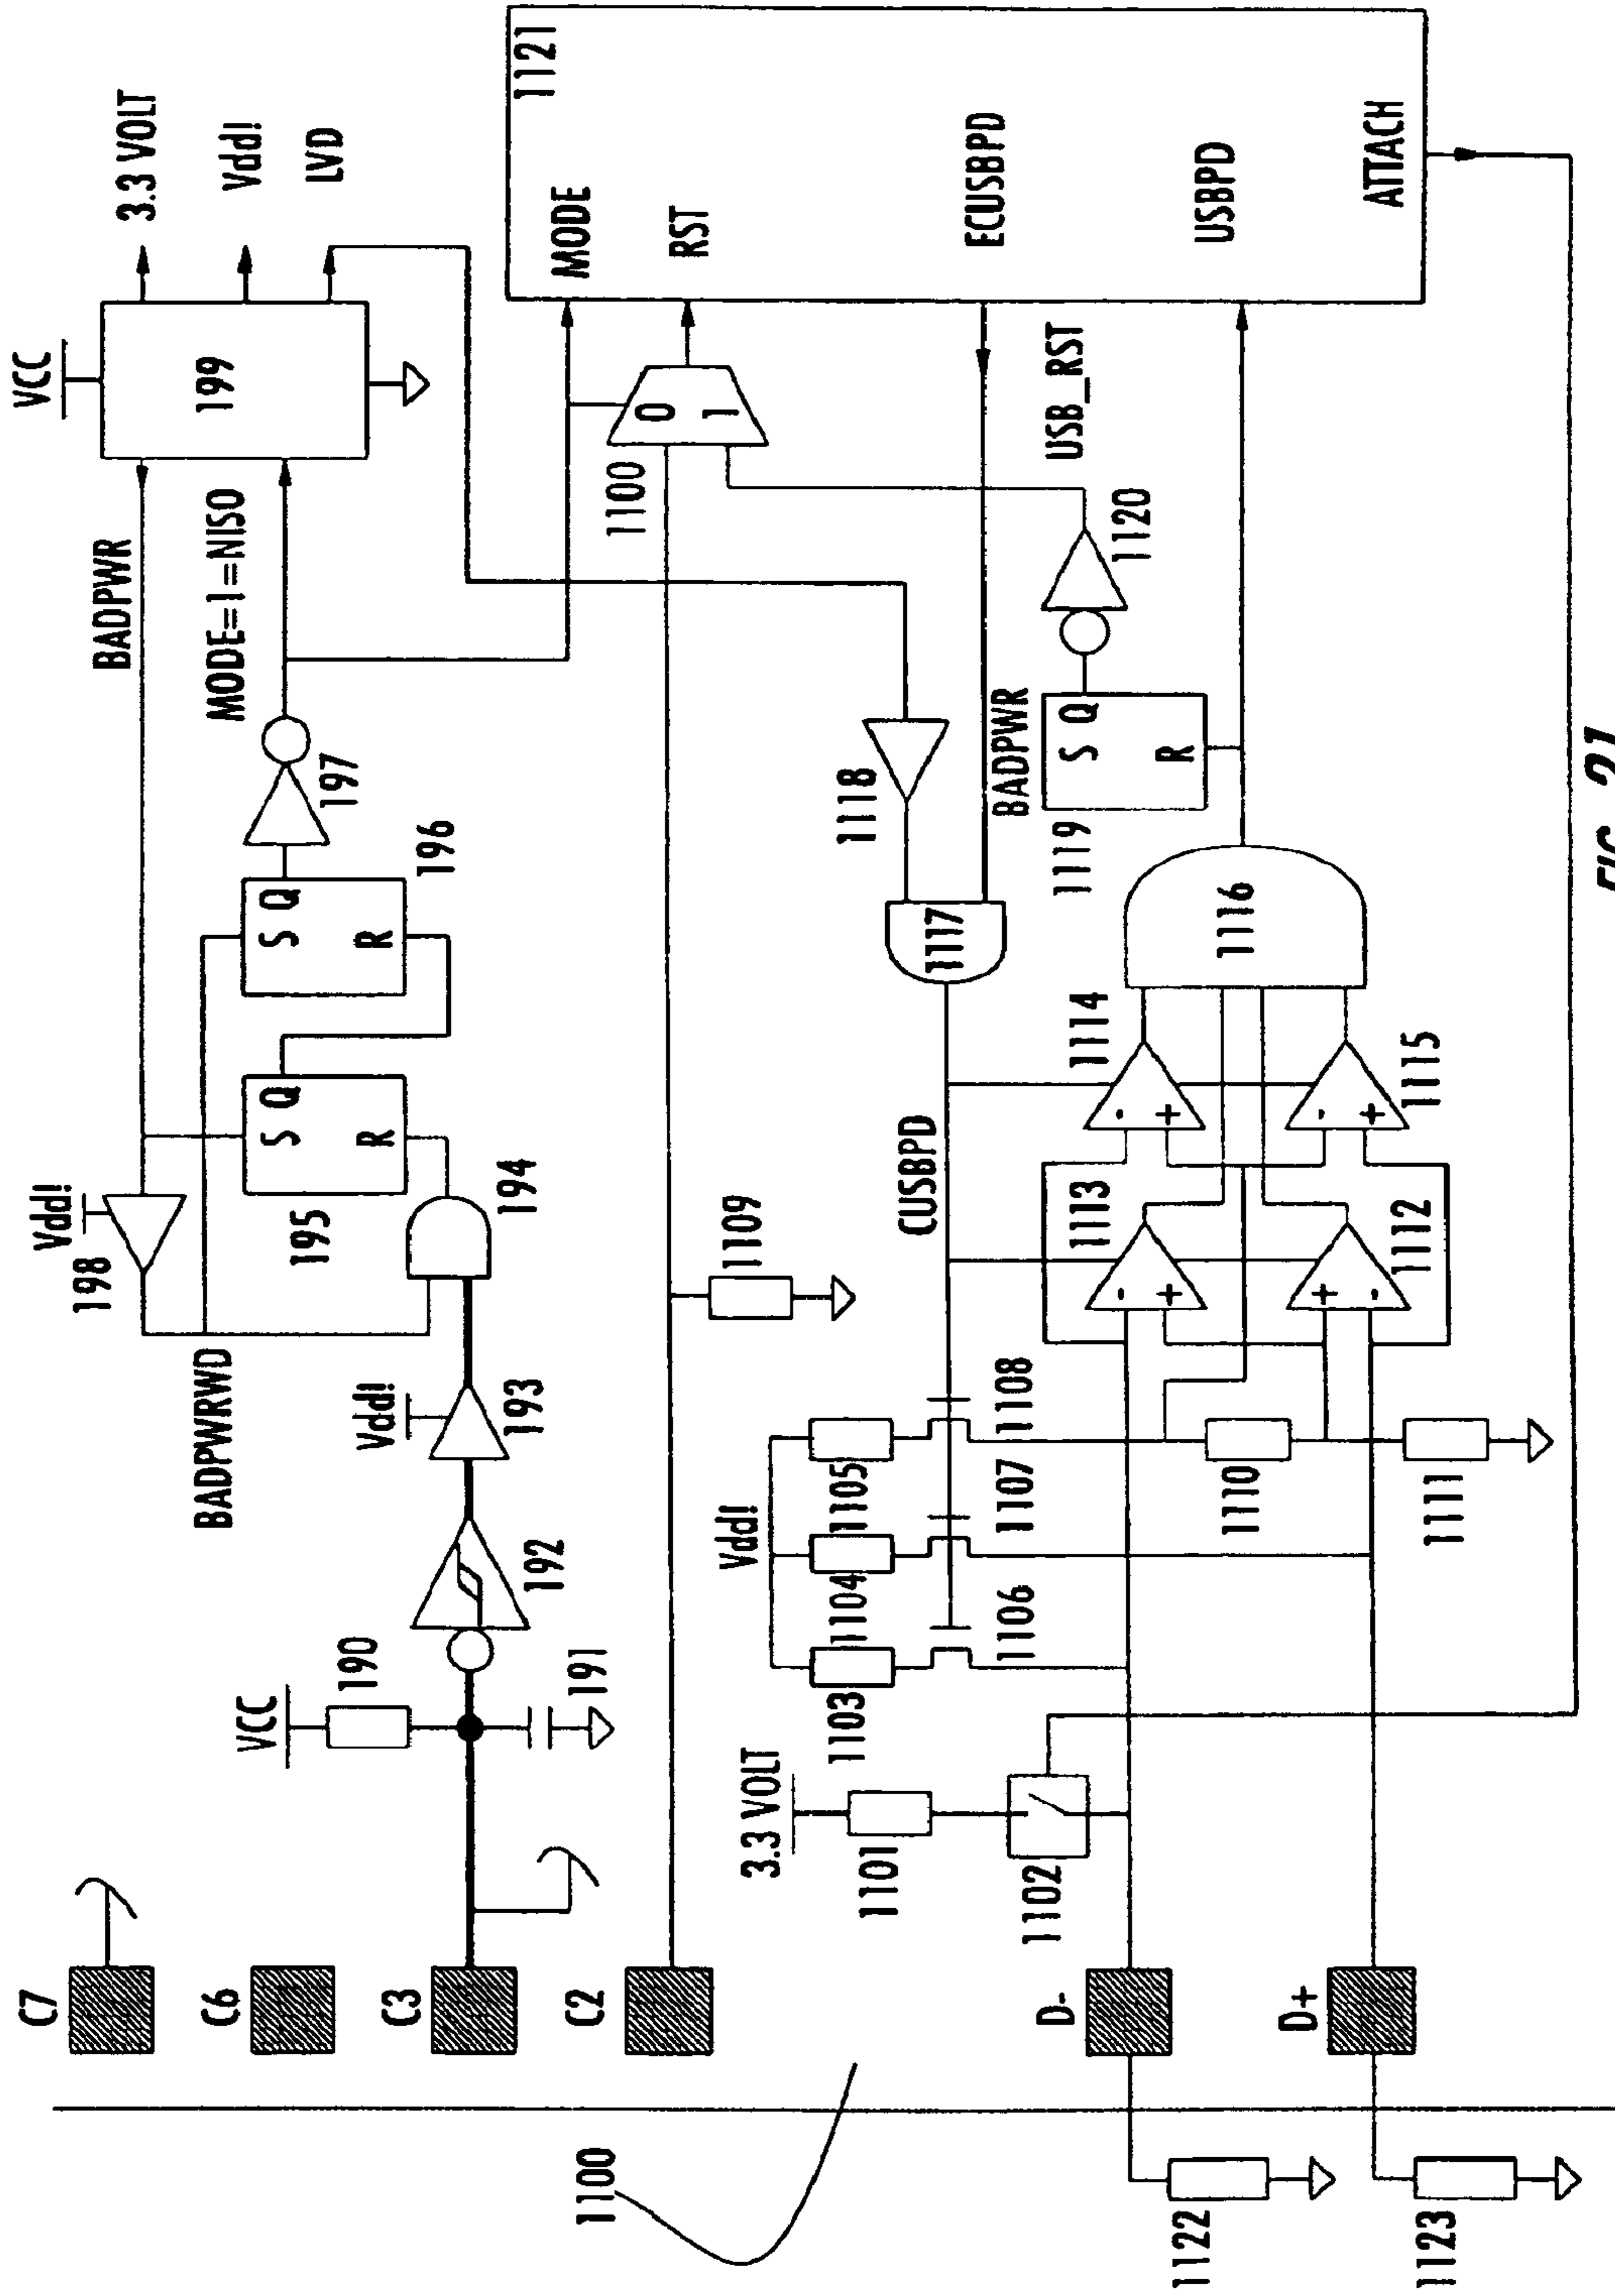 C7
C6
C3
C2
D-
D+
1100
1122
1123
VCC
190
191
192
Vdd!
193
BADPWRWD
194
Vdd!
198
195
S Q
R
196
S Q
R
197
BADPWR
MODE=1=NISO
VCC
199
3.3 VOLT
Vdd!
LVD
1109
1100
0
1
1121
MODE
RST
ECUSBPD
USBPD
ATTACH
3.3 VOLT
1101
1102
Vdd!
1103
1104
1105
1106
1107
1108
1110
1111
CUSBPD
1113
- +
1112
+ -
1114
- +
1115
- +
1116
1117
1118
1119
BADPWR
S Q
R
1120
USB_RST
FIG. 21